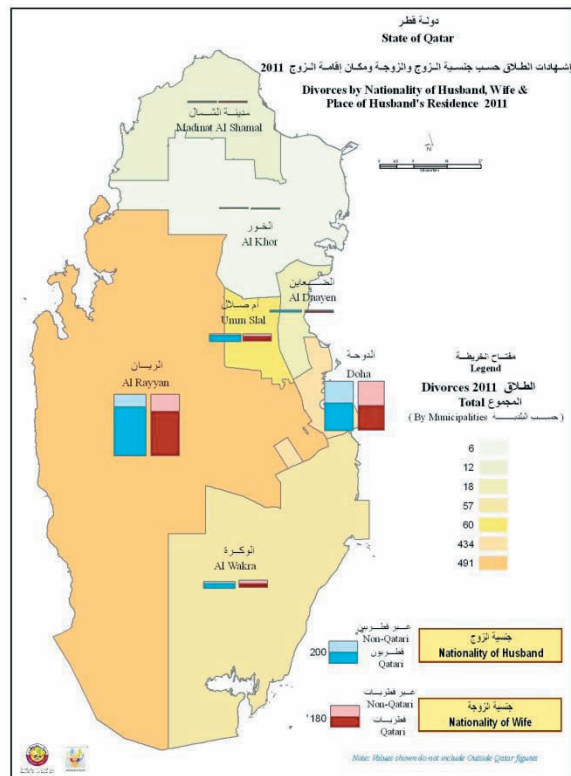 دولة قطر
State of Qatar
إشهادات الطلاق حسب جنسية الزوج والزوجة ومكان إقامة الزوج 2011
Divorces by Nationality of Husband, Wife &
Place of Husband's Residence 2011
N
مدينة الشمال
Madinat Al Shamal
الخور
Al Khor
الضعاين
Al Daayen
أم صلال
Umm Slal
الريان
Al Rayyan
الدوحة
Doha
الوكرة
Al Wakra
مفتاح الخريطة
Legend
Divorces 2011 الطلاق
Total المجموع
( By Municipalities حسب البلدية )
6
12
18
57
60
434
491
غير قطريين
Non-Qatari
200
قطريون
Qatari
جنسية الزوج
Nationality of Husband
غير قطريات
Non-Qatari
180
قطريات
Qatari
جنسية الزوجة
Nationality of Wife
Note: Values shown do not include Outside Qatar figures